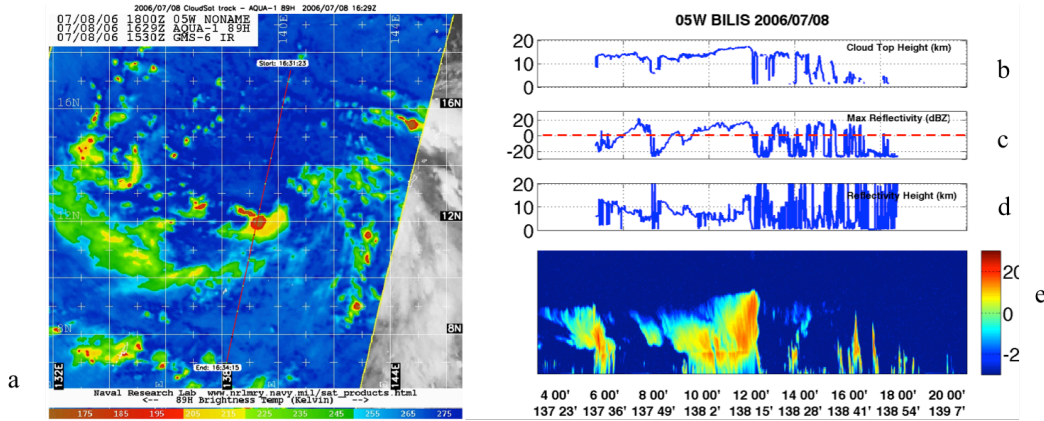 2006/07/08 CloudSat track - AQUA-1 89H 2006/07/08 16:29Z
07/08/06 1800Z 05W NONAME
07/08/06 1629Z AQUA-1 89H
07/08/06 1530Z GMS-6 IR
140E
144E
Start: 16:31:23
16N
16N
12N
12N
8N
8N
End: 16:34:15
132E
138E
144E
a
Naval Research Lab www.nrlmry.navy.mil/sat_products.html
<-- 89H Brightness Temp (Kelvin) -->
175 185 195 205 215 225 235 245 255 265 275
05W BILIS 2006/07/08
20
10
0
Cloud Top Height (km)
b
20
0
-20
Max Reflectivity (dBZ)
c
20
10
0
Reflectivity Height (km)
d
20
0
-2
e
4 00' 6 00' 8 00' 10 00' 12 00' 14 00' 16 00' 18 00' 20 00'
137 23' 137 36' 137 49' 138 2' 138 15' 138 28' 138 41' 138 54' 139 7'